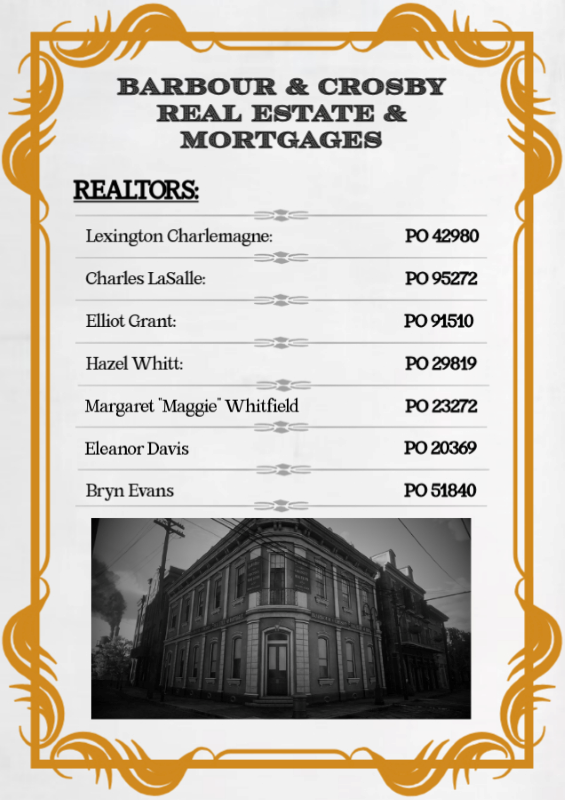 BARBOUR & CROSBY
REAL ESTATE &
MORTGAGES
REALTORS:
Lexington Charlemagne: PO 42980
Charles LaSalle: PO 95272
Elliot Grant: PO 91510
Hazel Whitt: PO 29819
Margaret "Maggie" Whitfield PO 23272
Eleanor Davis PO 20369
Bryn Evans PO 51840